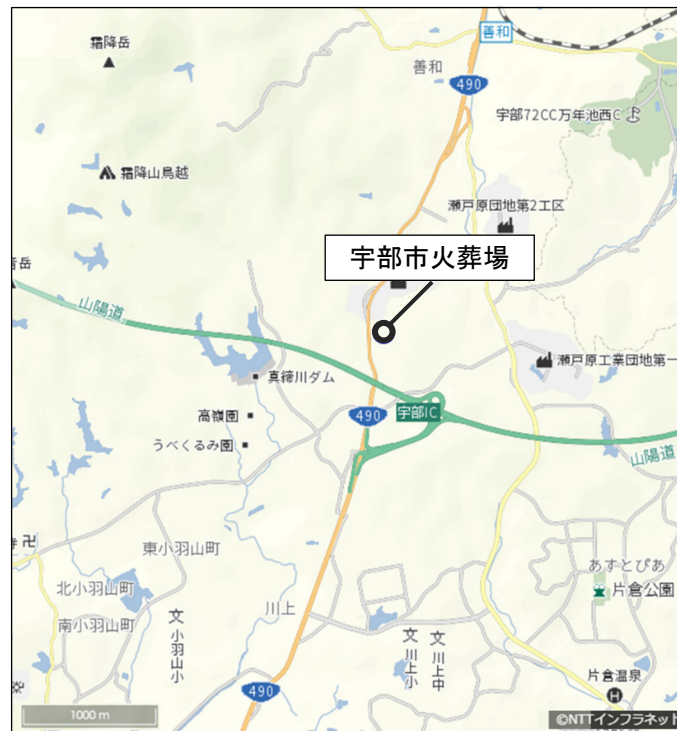 霜降岳
善和
善和
490
宇部72CC万年池西C
霜降山鳥越
瀬戸原団地第2工区
宇部市火葬場
音岳
山陽道
瀬戸原工業団地第一
真締川ダム
高嶺園
490
宇部IC
うべくるみ園
山陽道
寺
東小羽山町
あすとぴあ
片倉公園
北小羽山町
川上
南小羽山町
文
小羽山小
文
川上小
文
川上中
片倉温泉
490
1000 m
©NTTインフラネット